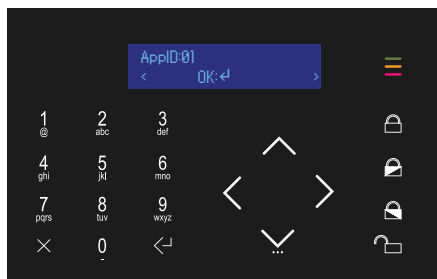 AppID:01
< OK:↵ >
1 2 3
@ abc def
4 5 6
ghi jkl mno
7 8 9
pqrs tuv wxyz
0